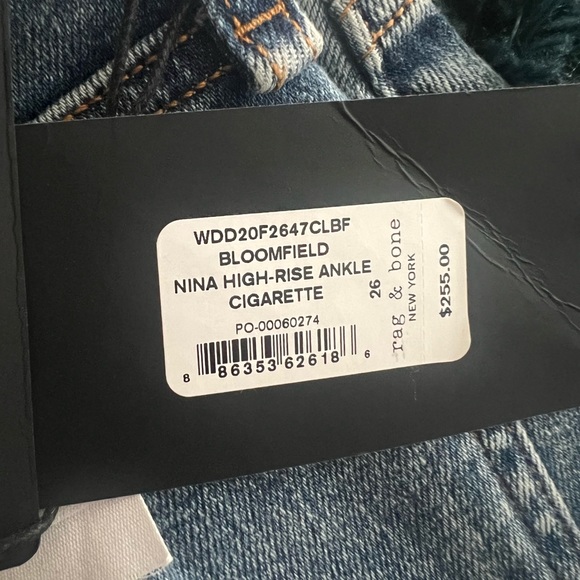 WDD20F2647CLBF
BLOOMFIELD
NINA HIGH-RISE ANKLE
CIGARETTE
PO-00060274
8 86353 62618 6
26
rag & bone
NEW YORK
$255.00